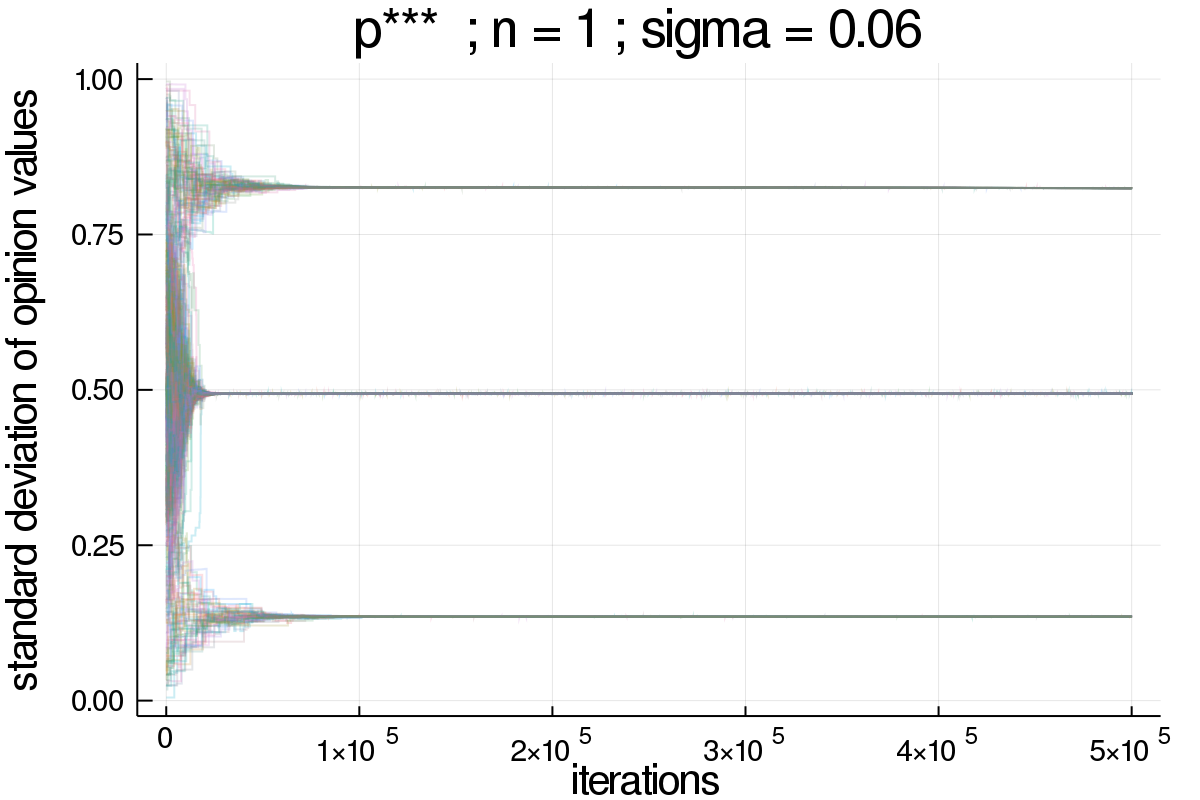 p*** ; n = 1 ; sigma = 0.06
standard deviation of opinion values
1.00
0.75
0.50
0.25
0.00
0 1×10 5 2×10 5 3×10 5 4×10 5 5×10 5
iterations